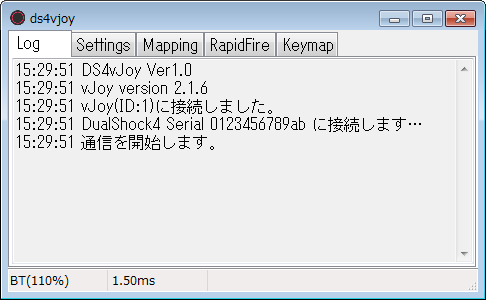 ds4vjoy
Log Settings Mapping RapidFire Keymap
15:29:51 DS4vJoy Ver1.0
15:29:51 vJoy version 2.1.6
15:29:51 vJoy(ID:1)に接続しました。
15:29:51 DualShock4 Serial 0123456789ab に接続します…
15:29:51 通信を開始します。
BT(110%) 1.50ms